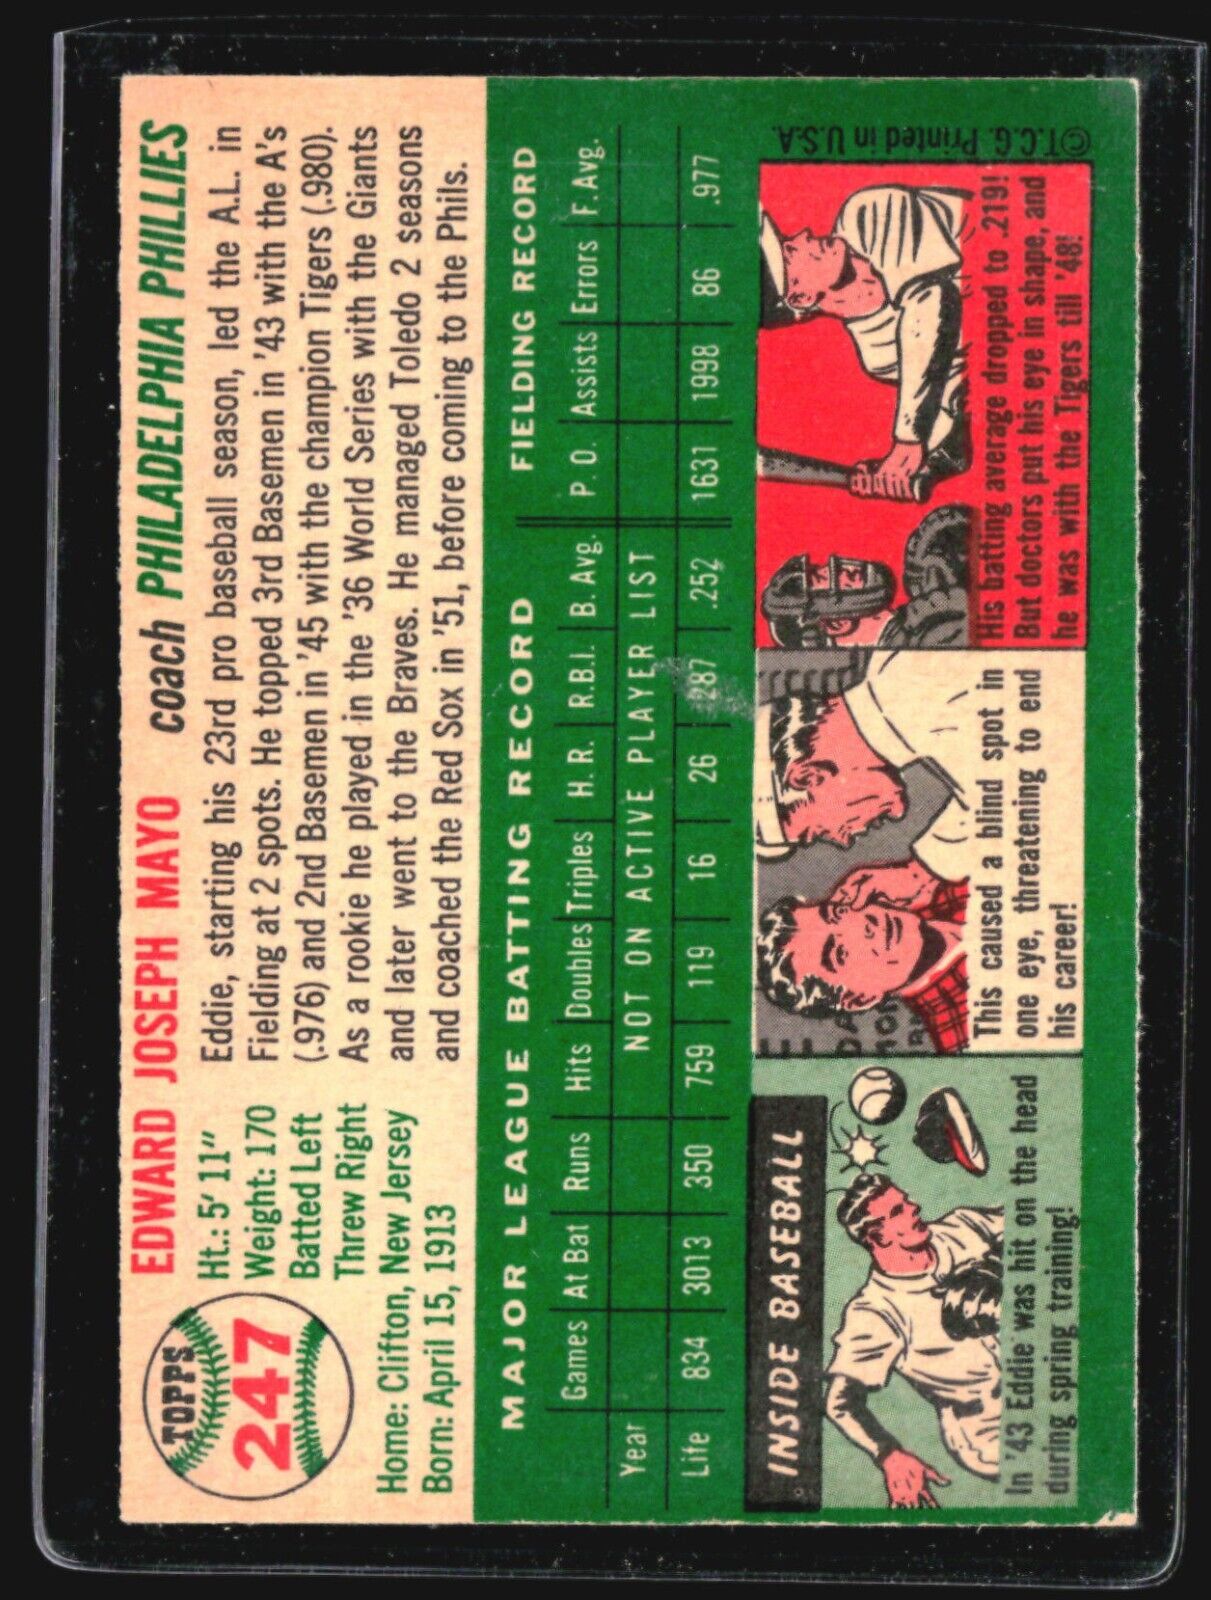 TOPPS
247
EDWARD JOSEPH MAYO coach PHILADELPHIA PHILLIES
Ht.: 5' 11"
Weight: 170
Batted Left
Threw Right
Home: Clifton, New Jersey
Born: April 15, 1913
Eddie, starting his 23rd pro baseball season, led the A.L. in
Fielding at 2 spots. He topped 3rd Basemen in '43 with the A's
(.976) and 2nd Basemen in '45 with the champion Tigers (.980).
As a rookie he played in the '36 World Series with the Giants
and later went to the Braves. He managed Toledo 2 seasons
and coached the Red Sox in '51, before coming to the Phils.
MAJOR LEAGUE BATTING RECORD FIELDING RECORD
Games At Bat Runs Hits Doubles Triples H.R. R.B.I. B. Avg. P. O. Assists Errors F. Avg.
Year NOT ON ACTIVE PLAYER LIST
Life 834 3013 350 759 119 16 26 287 .252 1631 1998 86 .977
INSIDE BASEBALL
In '43 Eddie was hit on the head
during spring training!
This caused a blind spot in
one eye, threatening to end
his career!
His batting average dropped to .219!
But doctors put his eye in shape, and
he was with the Tigers till '48!
©T.C.G. Printed in U.S.A.